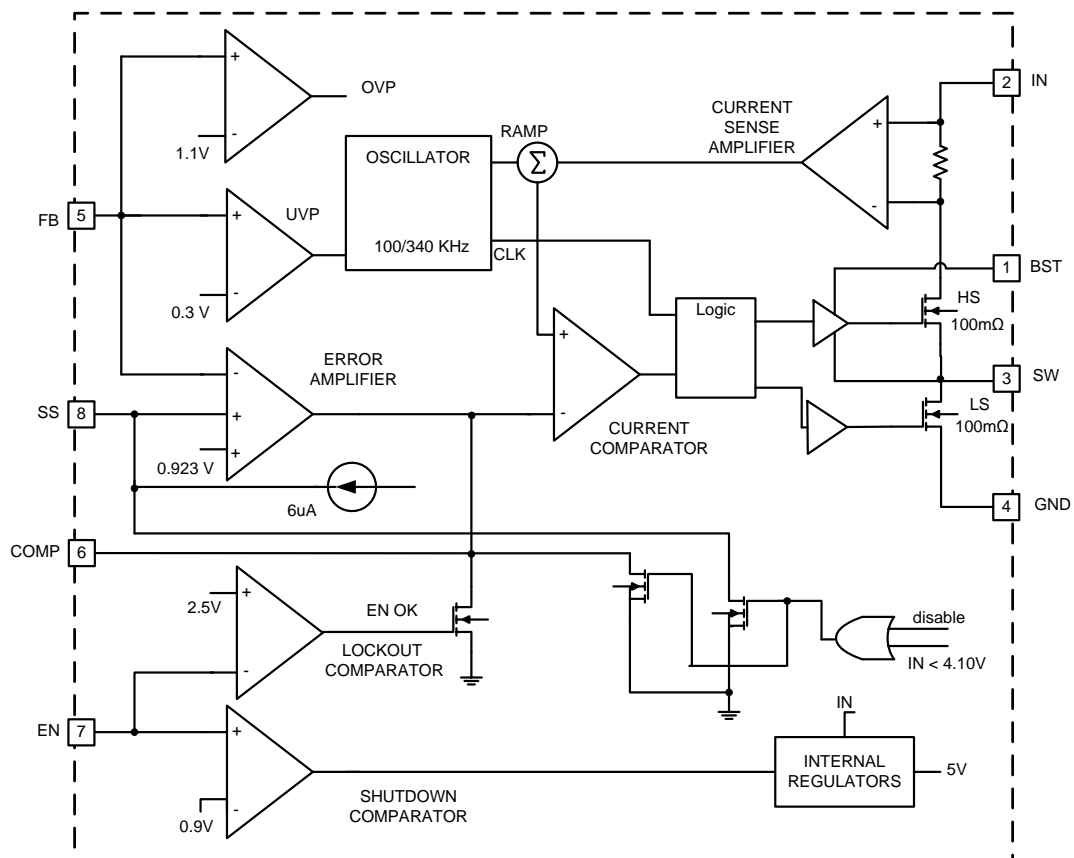 +
OVP
-
1.1V
2
IN
CURRENT
SENSE
AMPLIFIER
+
-
RAMP
Σ
OSCILLATOR
100/340 KHz
CLK
FB
5
+
UVP
-
0.3 V
1
BST
HS
100mΩ
Logic
+
-
CURRENT
COMPARATOR
3
SW
LS
100mΩ
ERROR
AMPLIFIER
-
SS
8
+
+
0.923 V
6uA
4
GND
COMP
6
2.5V
+
-
EN OK
LOCKOUT
COMPARATOR
disable
IN < 4.10V
EN
7
+
-
0.9V
SHUTDOWN
COMPARATOR
IN
INTERNAL
REGULATORS
5V